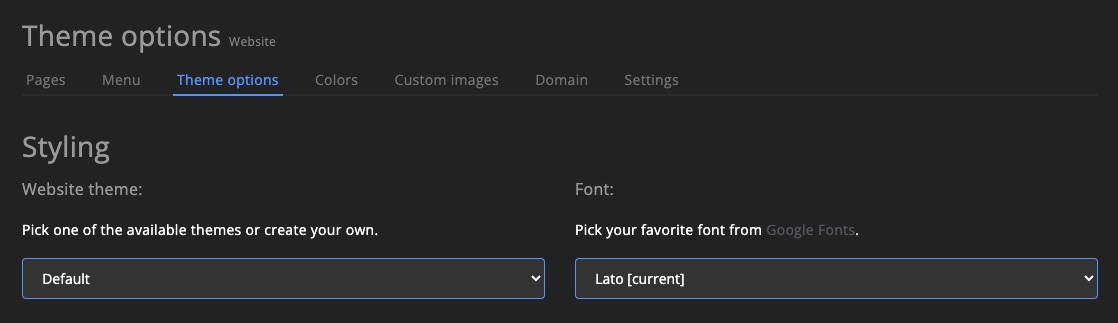 Theme options Website
Pages Menu Theme options Colors Custom images Domain Settings
Styling
Website theme: Font:
Pick one of the available themes or create your own. Pick your favorite font from Google Fonts.
Default Lato [current]